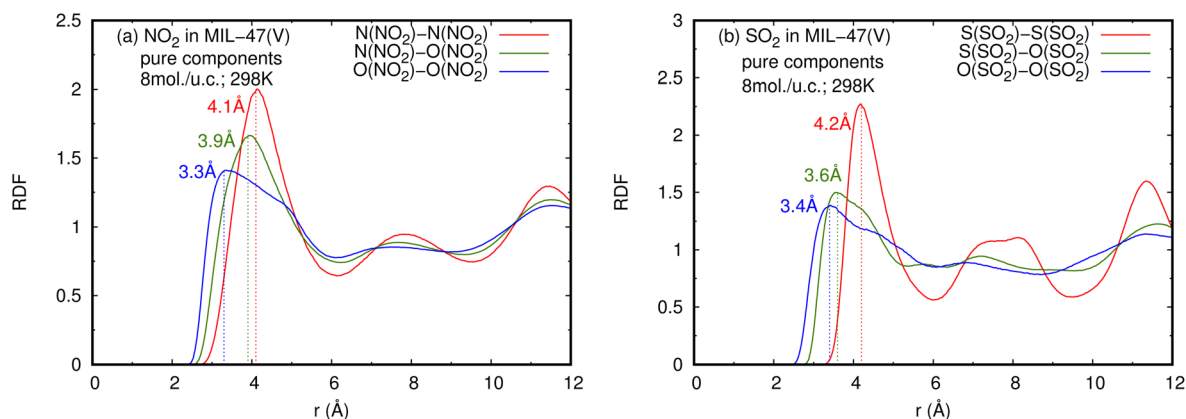 (a) NO₂ in MIL−47(V)
pure components
8mol./u.c.; 298K
N(NO₂)−N(NO₂)
N(NO₂)−O(NO₂)
O(NO₂)−O(NO₂)
4.1Å
3.9Å
3.3Å
RDF
2.5
2
1.5
1
0.5
0
0 2 4 6 8 10 12
r (Å)
(b) SO₂ in MIL−47(V)
pure components
8mol./u.c.; 298K
S(SO₂)−S(SO₂)
S(SO₂)−O(SO₂)
O(SO₂)−O(SO₂)
4.2Å
3.6Å
3.4Å
RDF
3
2.5
2
1.5
1
0.5
0
0 2 4 6 8 10 12
r (Å)